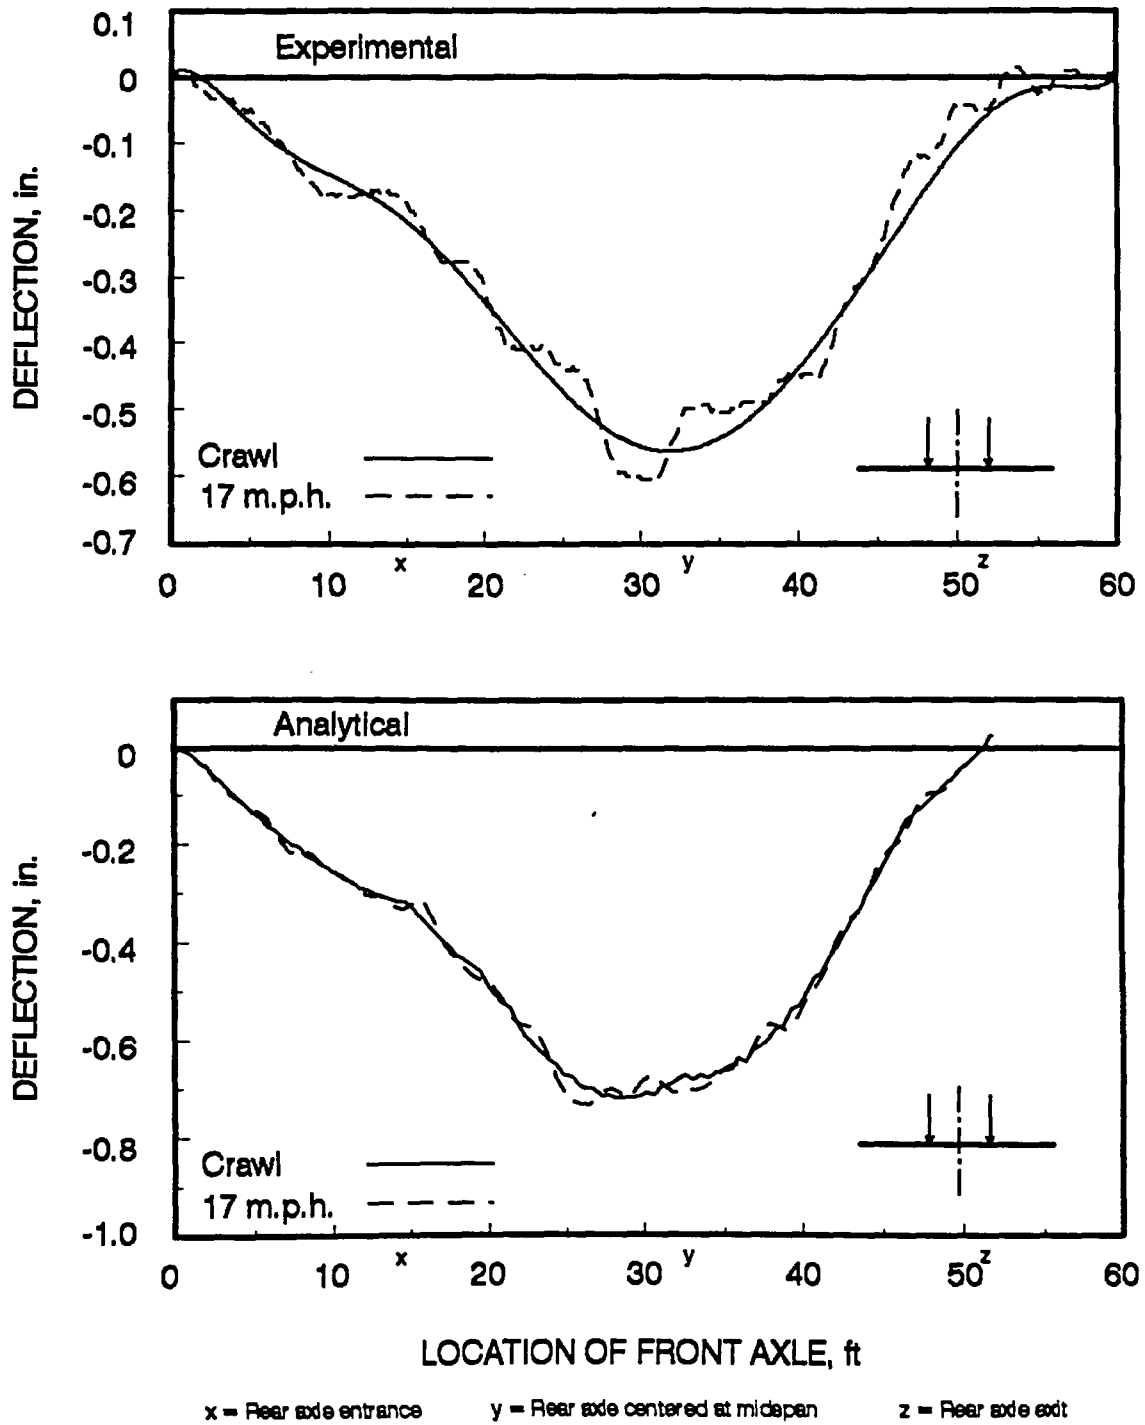 Experimental
0.1
0
-0.1
-0.2
-0.3
-0.4
-0.5
-0.6
-0.7
DEFLECTION, in.
Crawl
17 m.p.h.
x y z
0 10 20 30 40 50 60
Analytical
0
-0.2
-0.4
-0.6
-0.8
-1.0
DEFLECTION, in.
Crawl
17 m.p.h.
x y z
0 10 20 30 40 50 60
LOCATION OF FRONT AXLE, ft
x = Rear axle entrance y = Rear axle centered at midspan z = Rear axle exit